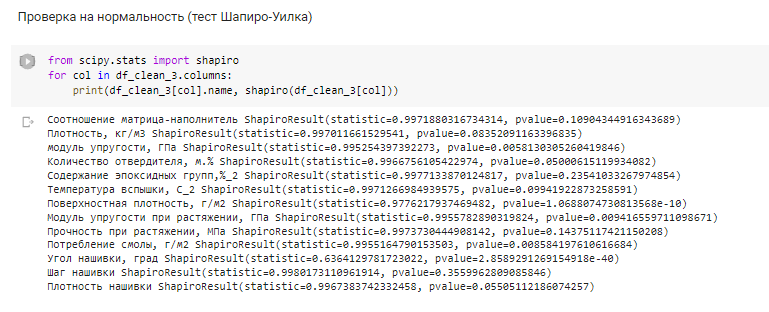 Проверка на нормальность (тест Шапиро-Уилка)
from scipy.stats import shapiro
for col in df_clean_3.columns:
    print(df_clean_3[col].name, shapiro(df_clean_3[col]))
Соотношение матрица-наполнитель ShapiroResult(statistic=0.9971880316734314, pvalue=0.10904344916343689)
Плотность, кг/м3 ShapiroResult(statistic=0.997011661529541, pvalue=0.08352091163396835)
модуль упругости, ГПа ShapiroResult(statistic=0.995254397392273, pvalue=0.0058130305260419846)
Количество отвердителя, м.% ShapiroResult(statistic=0.9966756105422974, pvalue=0.05000615119934082)
Содержание эпоксидных групп,%_2 ShapiroResult(statistic=0.9977133870124817, pvalue=0.23541033267974854)
Температура вспышки, С_2 ShapiroResult(statistic=0.9971266984939575, pvalue=0.09941922873258591)
Поверхностная плотность, г/м2 ShapiroResult(statistic=0.9776217937469482, pvalue=1.0688074730813568e-10)
Модуль упругости при растяжении, ГПа ShapiroResult(statistic=0.9955782890319824, pvalue=0.009416559711098671)
Прочность при растяжении, МПа ShapiroResult(statistic=0.9973730444908142, pvalue=0.14375117421150208)
Потребление смолы, г/м2 ShapiroResult(statistic=0.9955164790153503, pvalue=0.008584197610616684)
Угол нашивки, град ShapiroResult(statistic=0.6364129781723022, pvalue=2.8589291269154918e-40)
Шаг нашивки ShapiroResult(statistic=0.9980173110961914, pvalue=0.3559962809085846)
Плотность нашивки ShapiroResult(statistic=0.9967383742332458, pvalue=0.05505112186074257)